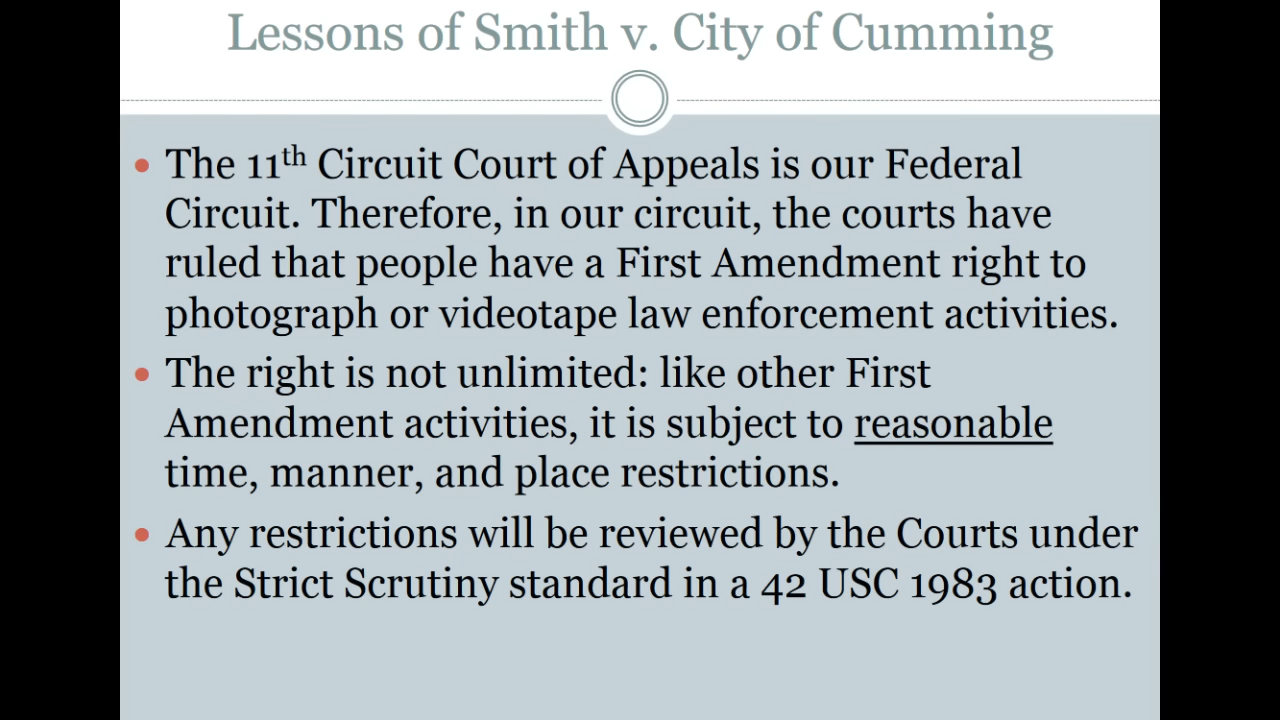 Lessons of Smith v. City of Cumming
• The 11th Circuit Court of Appeals is our Federal
Circuit. Therefore, in our circuit, the courts have
ruled that people have a First Amendment right to
photograph or videotape law enforcement activities.
• The right is not unlimited: like other First
Amendment activities, it is subject to reasonable
time, manner, and place restrictions.
• Any restrictions will be reviewed by the Courts under
the Strict Scrutiny standard in a 42 USC 1983 action.